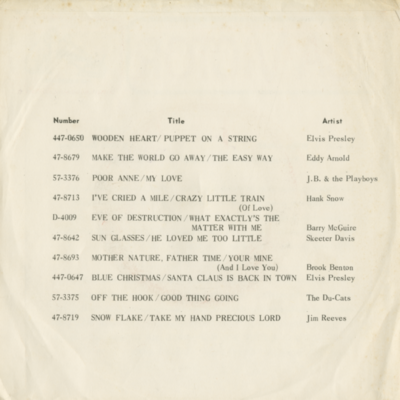 Number Title Artist
447-0650 WOODEN HEART/PUPPET ON A STRING Elvis Presley
47-8679 MAKE THE WORLD GO AWAY/THE EASY WAY Eddy Arnold
57-3376 POOR ANNE/MY LOVE J.B. & the Playboys
47-8713 I'VE CRIED A MILE/CRAZY LITTLE TRAIN Hank Snow
(Of Love)
D-4009 EVE OF DESTRUCTION/WHAT EXACTLY'S THE
MATTER WITH ME Barry McGuire
47-8642 SUN GLASSES/HE LOVED ME TOO LITTLE Skeeter Davis
47-8693 MOTHER NATURE, FATHER TIME/YOUR MINE
(And I Love You) Brook Benton
447-0647 BLUE CHRISTMAS/SANTA CLAUS IS BACK IN TOWN Elvis Presley
57-3375 OFF THE HOOK/GOOD THING GOING The Du-Cats
47-8719 SNOW FLAKE/TAKE MY HAND PRECIOUS LORD Jim Reeves